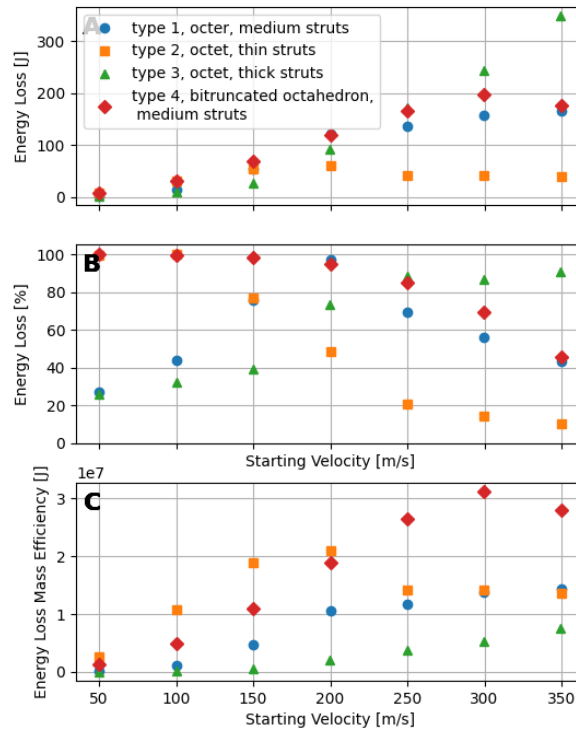 A
type 1, octer, medium struts
type 2, octet, thin struts
type 3, octet, thick struts
type 4, bitruncated octahedron,
medium struts
Energy Loss [J]
300
200
100
0
B
Energy Loss [%]
100
80
60
40
20
0
Starting Velocity [m/s]
1e7
C
Energy Loss Mass Efficiency [J]
3
2
1
0
50 100 150 200 250 300 350
Starting Velocity [m/s]